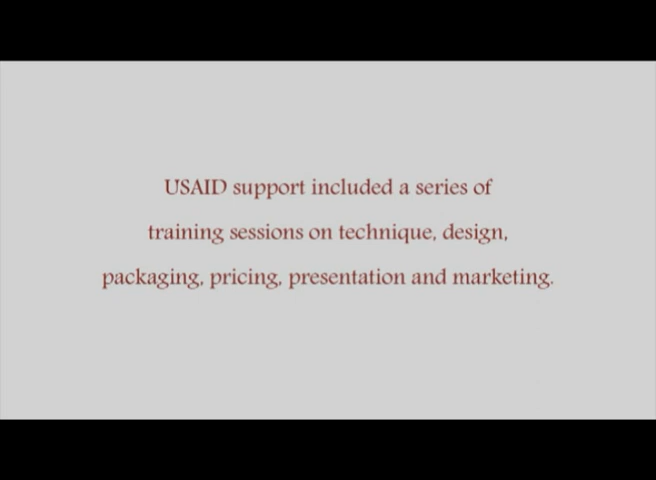 USAID support included a series of
training sessions on technique, design,
packaging, pricing, presentation and marketing.